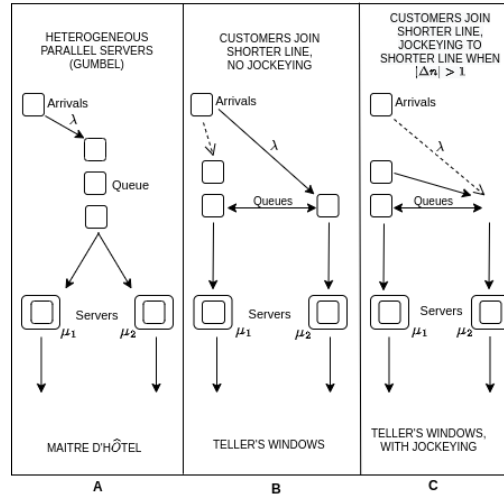 HETEROGENEOUS
PARALLEL SERVERS
(GUMBEL)
Arrivals
λ
Queue
Servers
μ₁
μ₂
MAITRE D'HÔTEL
A
CUSTOMERS JOIN
SHORTER LINE,
NO JOCKEYING
Arrivals
λ
Queues
Servers
μ₁
μ₂
TELLER'S WINDOWS
B
CUSTOMERS JOIN
SHORTER LINE,
JOCKEYING TO
SHORTER LINE WHEN
|Δn| > 1
Arrivals
λ
Queues
Servers
μ₁
μ₂
TELLER'S WINDOWS,
WITH JOCKEYING
C